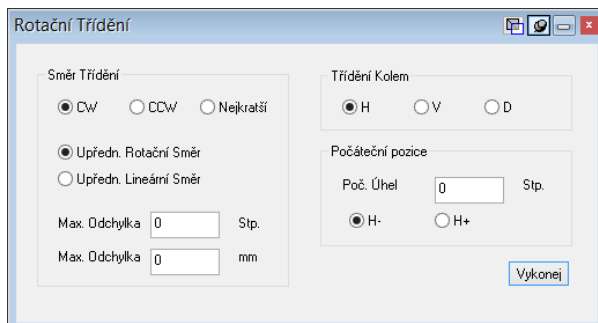 Rotační Třídění
Směr Třídění
CW CCW Nejkratší
Upředn. Rotační Směr
Upředn. Lineární Směr
Max. Odchylka 0 Stp.
Max. Odchylka 0 mm
Třídění Kolem
H V D
Počáteční pozice
Poč. Úhel 0 Stp.
H- H+
Vykonej